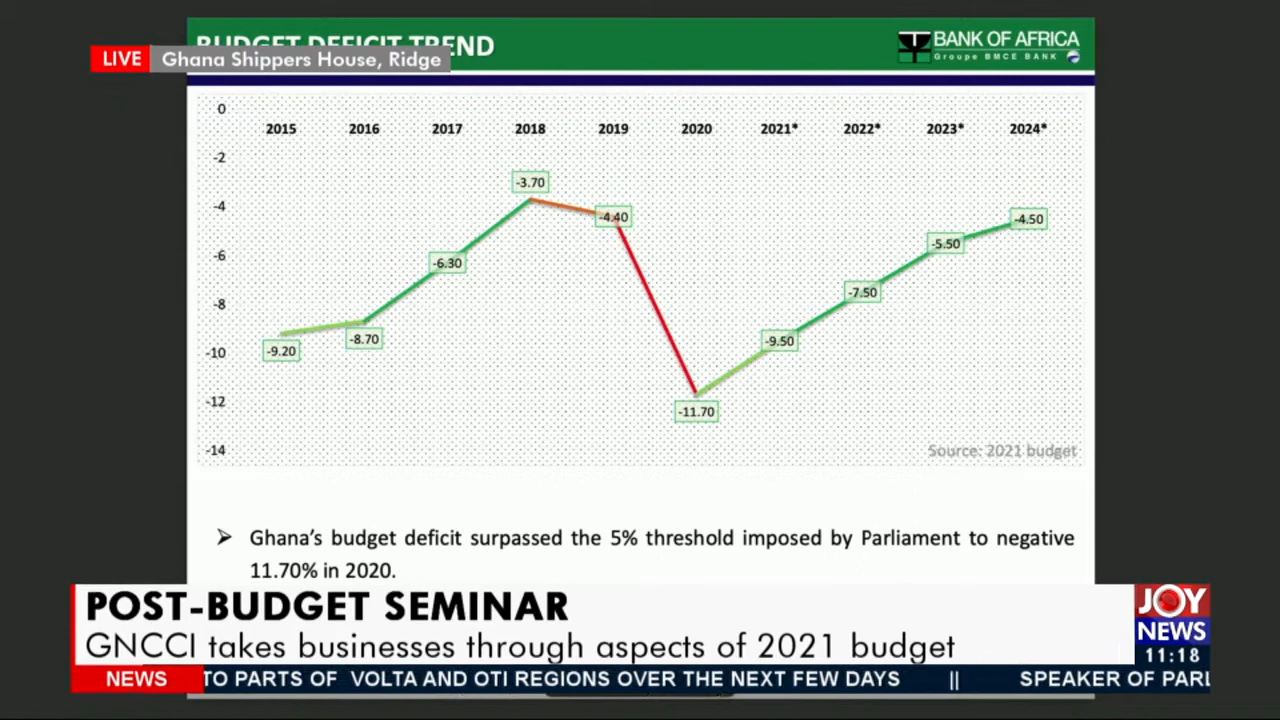 BUDGET DEFICIT TREND
LIVE Ghana Shippers House, Ridge
BANK OF AFRICA
Groupe BMCE BANK
0
2015 2016 2017 2018 2019 2020 2021* 2022* 2023* 2024*
-2
-3.70
-4
-4.40
-4.50
-5.50
-6
-6.30
-7.50
-8
-8.70
-9.50
-9.20
-10
-12
-11.70
-14
Source: 2021 budget
➢ Ghana's budget deficit surpassed the 5% threshold imposed by Parliament to negative
11.70% in 2020.
POST-BUDGET SEMINAR
GNCCI takes businesses through aspects of 2021 budget
JOY
NEWS
11:18
NEWS TO PARTS OF VOLTA AND OTI REGIONS OVER THE NEXT FEW DAYS || SPEAKER OF PARL